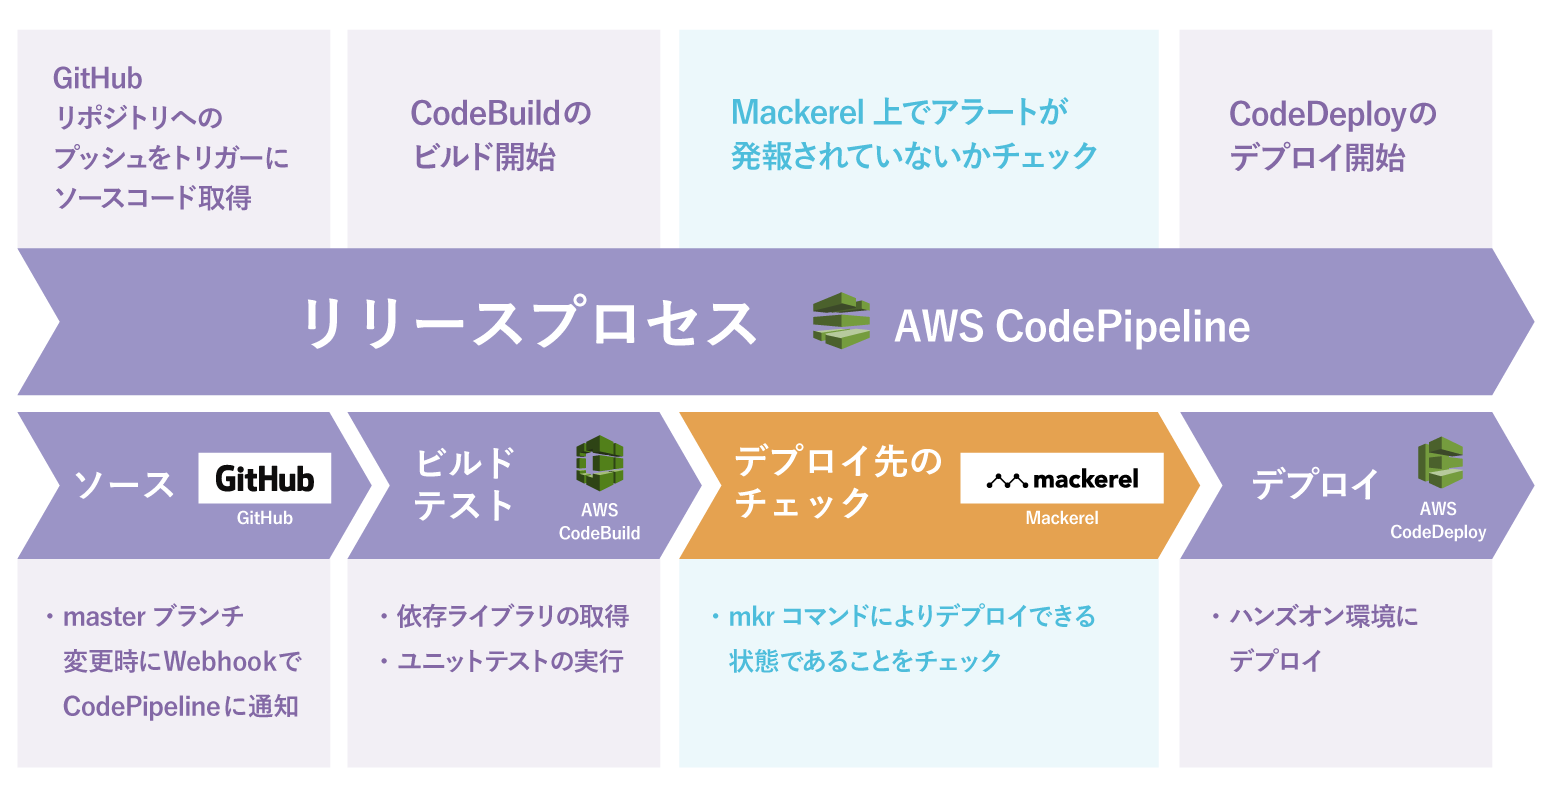 GitHub
リポジトリへの
プッシュをトリガーに
ソースコード取得
CodeBuildの
ビルド開始
Mackerel 上でアラートが
発報されていないかチェック
CodeDeployの
デプロイ開始
リリースプロセス AWS CodePipeline
ソース
GitHub
GitHub
ビルド
テスト
AWS
CodeBuild
デプロイ先の
チェック
mackerel
Mackerel
デプロイ
AWS
CodeDeploy
・master ブランチ
変更時にWebhookで
CodePipelineに通知
・依存ライブラリの取得
・ユニットテストの実行
・mkr コマンドによりデプロイできる
状態であることをチェック
・ハンズオン環境に
デプロイ